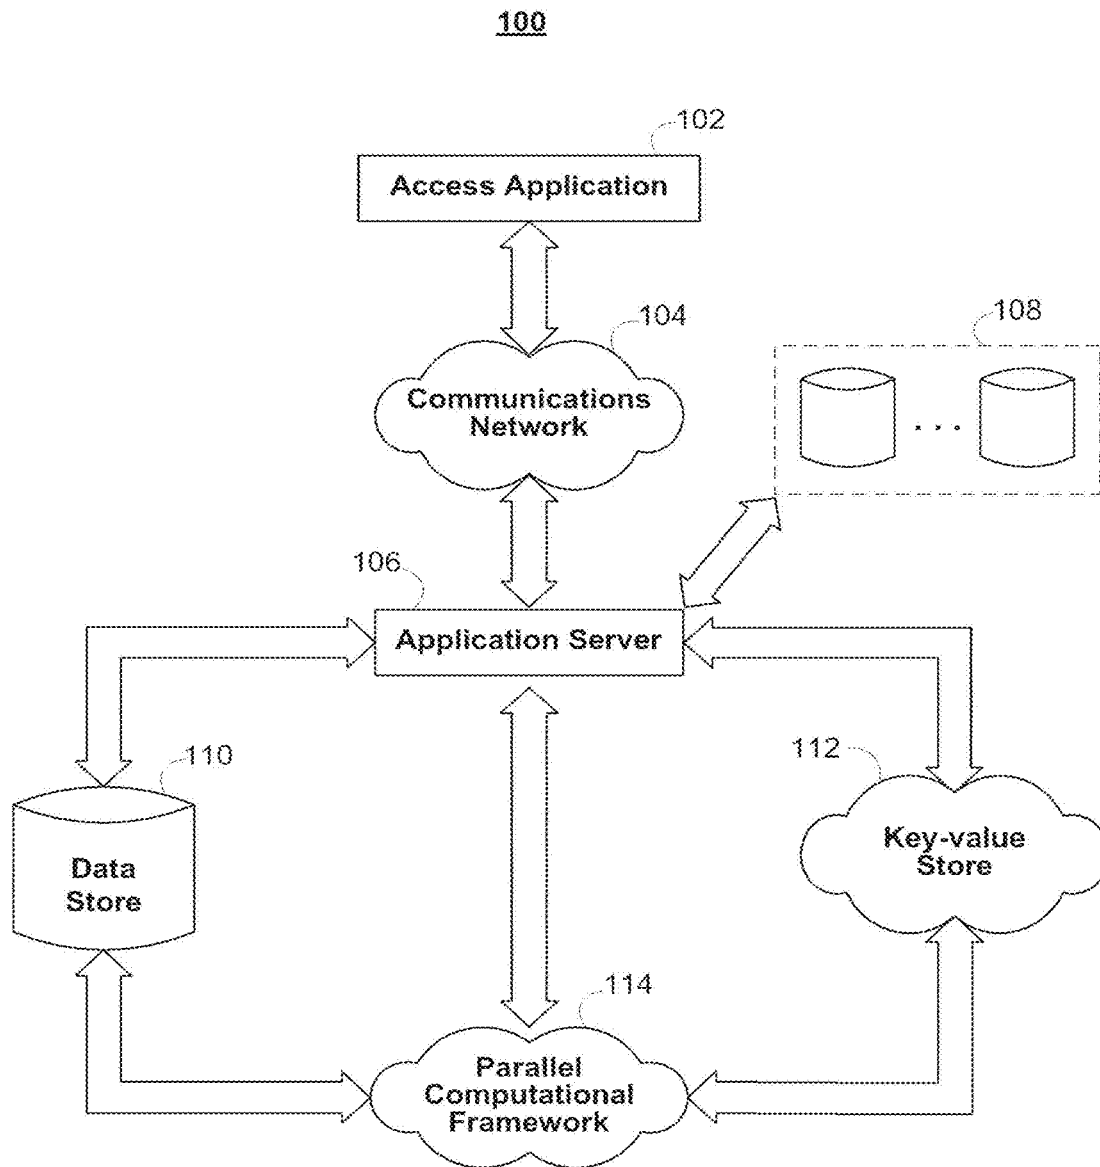 100
102
Access Application
104
108
Communications
Network
. . .
106
Application Server
110
112
Data
Store
Key-value
Store
114
Parallel
Computational
Framework